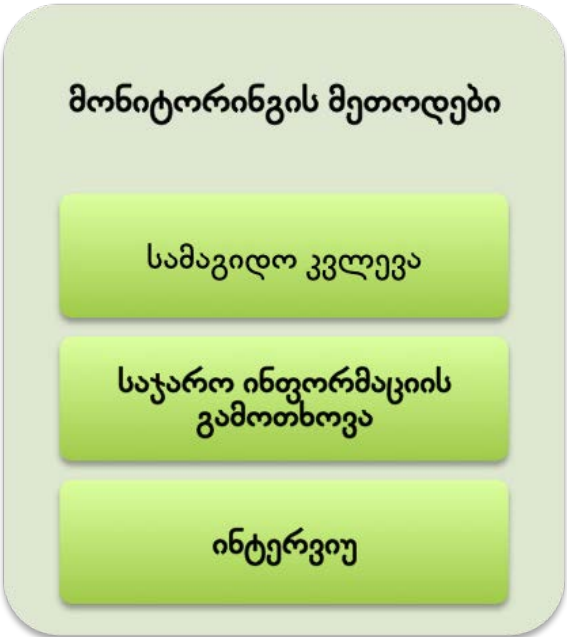 მონიტორინგის მეთოდები
სამაგიდო კვლევა
საჯარო ინფორმაციის
გამოთხოვა
ინტერვიუ